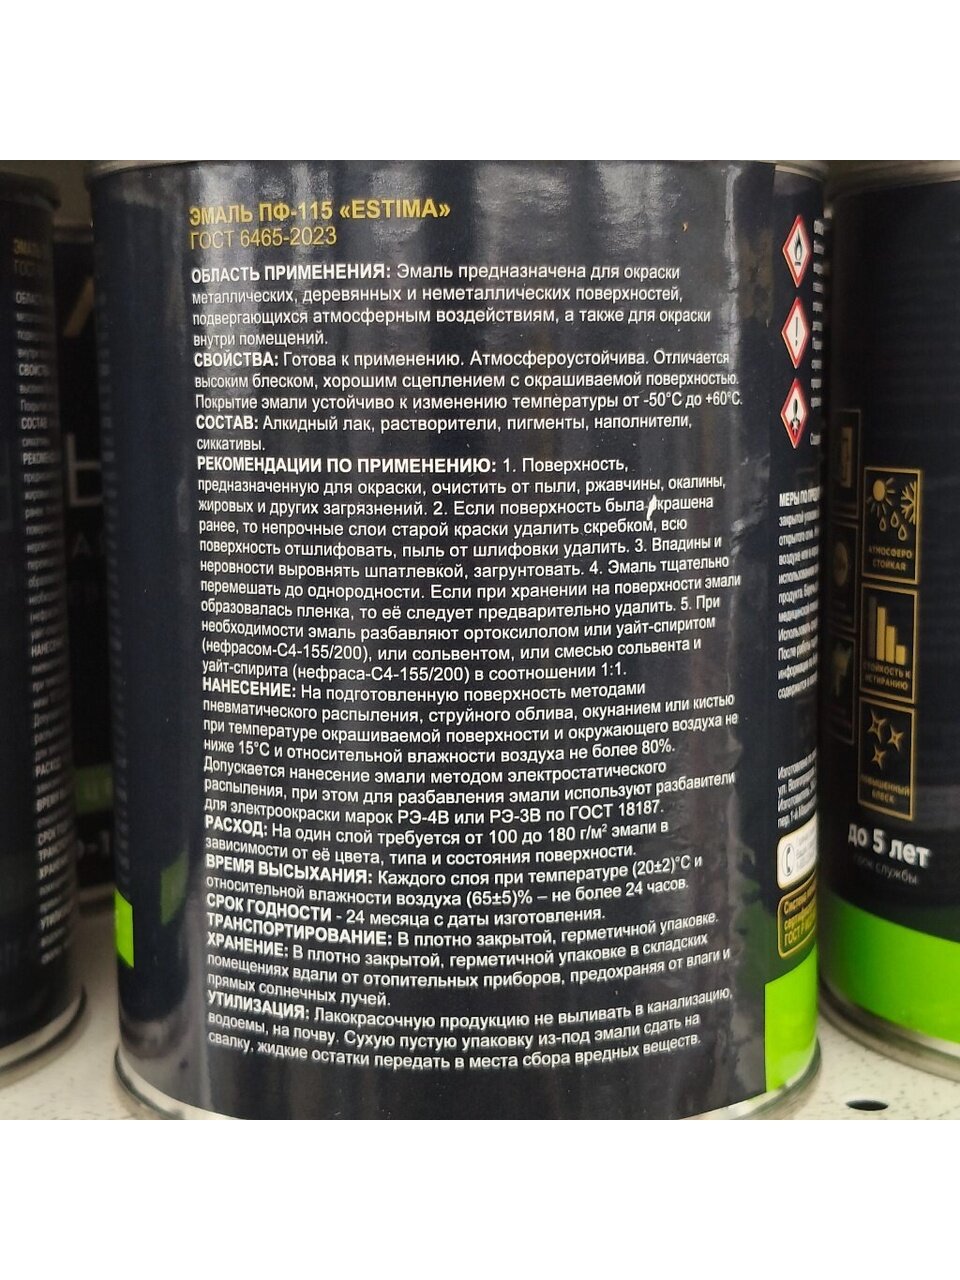 ЭМАЛЬ ПФ-115 «ESTIMA»
ГОСТ 6465-2023
ОБЛАСТЬ ПРИМЕНЕНИЯ: Эмаль предназначена для окраски
металлических, деревянных и неметаллических поверхностей,
подвергающихся атмосферным воздействиям, а также для окраски
внутри помещений.
СВОЙСТВА: Готова к применению. Атмосфероустойчива. Отличается
высоким блеском, хорошим сцеплением с окрашиваемой поверхностью.
Покрытие эмали устойчиво к изменению температуры от -50°С до +60°С.
СОСТАВ: Алкидный лак, растворители, пигменты, наполнители,
сиккативы.
РЕКОМЕНДАЦИИ ПО ПРИМЕНЕНИЮ: 1. Поверхность,
предназначенную для окраски, очистить от пыли, ржавчины, окалины,
жировых и других загрязнений. 2. Если поверхность была окрашена
ранее, то непрочные слои старой краски удалить скребком, всю
поверхность отшлифовать, пыль от шлифовки удалить. 3. Впадины и
неровности выровнять шпатлевкой, загрунтовать. 4. Эмаль тщательно
перемешать до однородности. Если при хранении на поверхности эмали
образовалась пленка, то её следует предварительно удалить. 5. При
необходимости эмаль разбавляют ортоксилолом или уайт-спиритом
(нефрасом-С4-155/200), или сольвентом, или смесью сольвента и
уайт-спирита (нефраса-С4-155/200) в соотношении 1:1.
НАНЕСЕНИЕ: На подготовленную поверхность методами
пневматического распыления, струйного облива, окунанием или кистью
при температуре окрашиваемой поверхности и окружающего воздуха не
ниже 15°С и относительной влажности воздуха не более 80%.
Допускается нанесение эмали методом электростатического
распыления, при этом для разбавления эмали используют разбавители
для электроокраски марок РЭ-4В или РЭ-3В по ГОСТ 18187.
РАСХОД: На один слой требуется от 100 до 180 г/м² эмали в
зависимости от её цвета, типа и состояния поверхности.
ВРЕМЯ ВЫСЫХАНИЯ: Каждого слоя при температуре (20±2)°С и
относительной влажности воздуха (65±5)% – не более 24 часов.
СРОК ГОДНОСТИ - 24 месяца с даты изготовления.
ТРАНСПОРТИРОВАНИЕ: В плотно закрытой, герметичной упаковке.
ХРАНЕНИЕ: В плотно закрытой, герметичной упаковке в складских
помещениях вдали от отопительных приборов, предохраняя от влаги и
прямых солнечных лучей.
УТИЛИЗАЦИЯ: Лакокрасочную продукцию не выливать в канализацию,
водоемы, на почву. Сухую пустую упаковку из-под эмали сдать на
свалку, жидкие остатки передать в места сбора вредных веществ.
АТМОСФЕРО
СТОЙКАЯ
СТОЙКОСТЬ К
ИСТИРАНИЮ
БЛЕСК
до 5 лет
службы